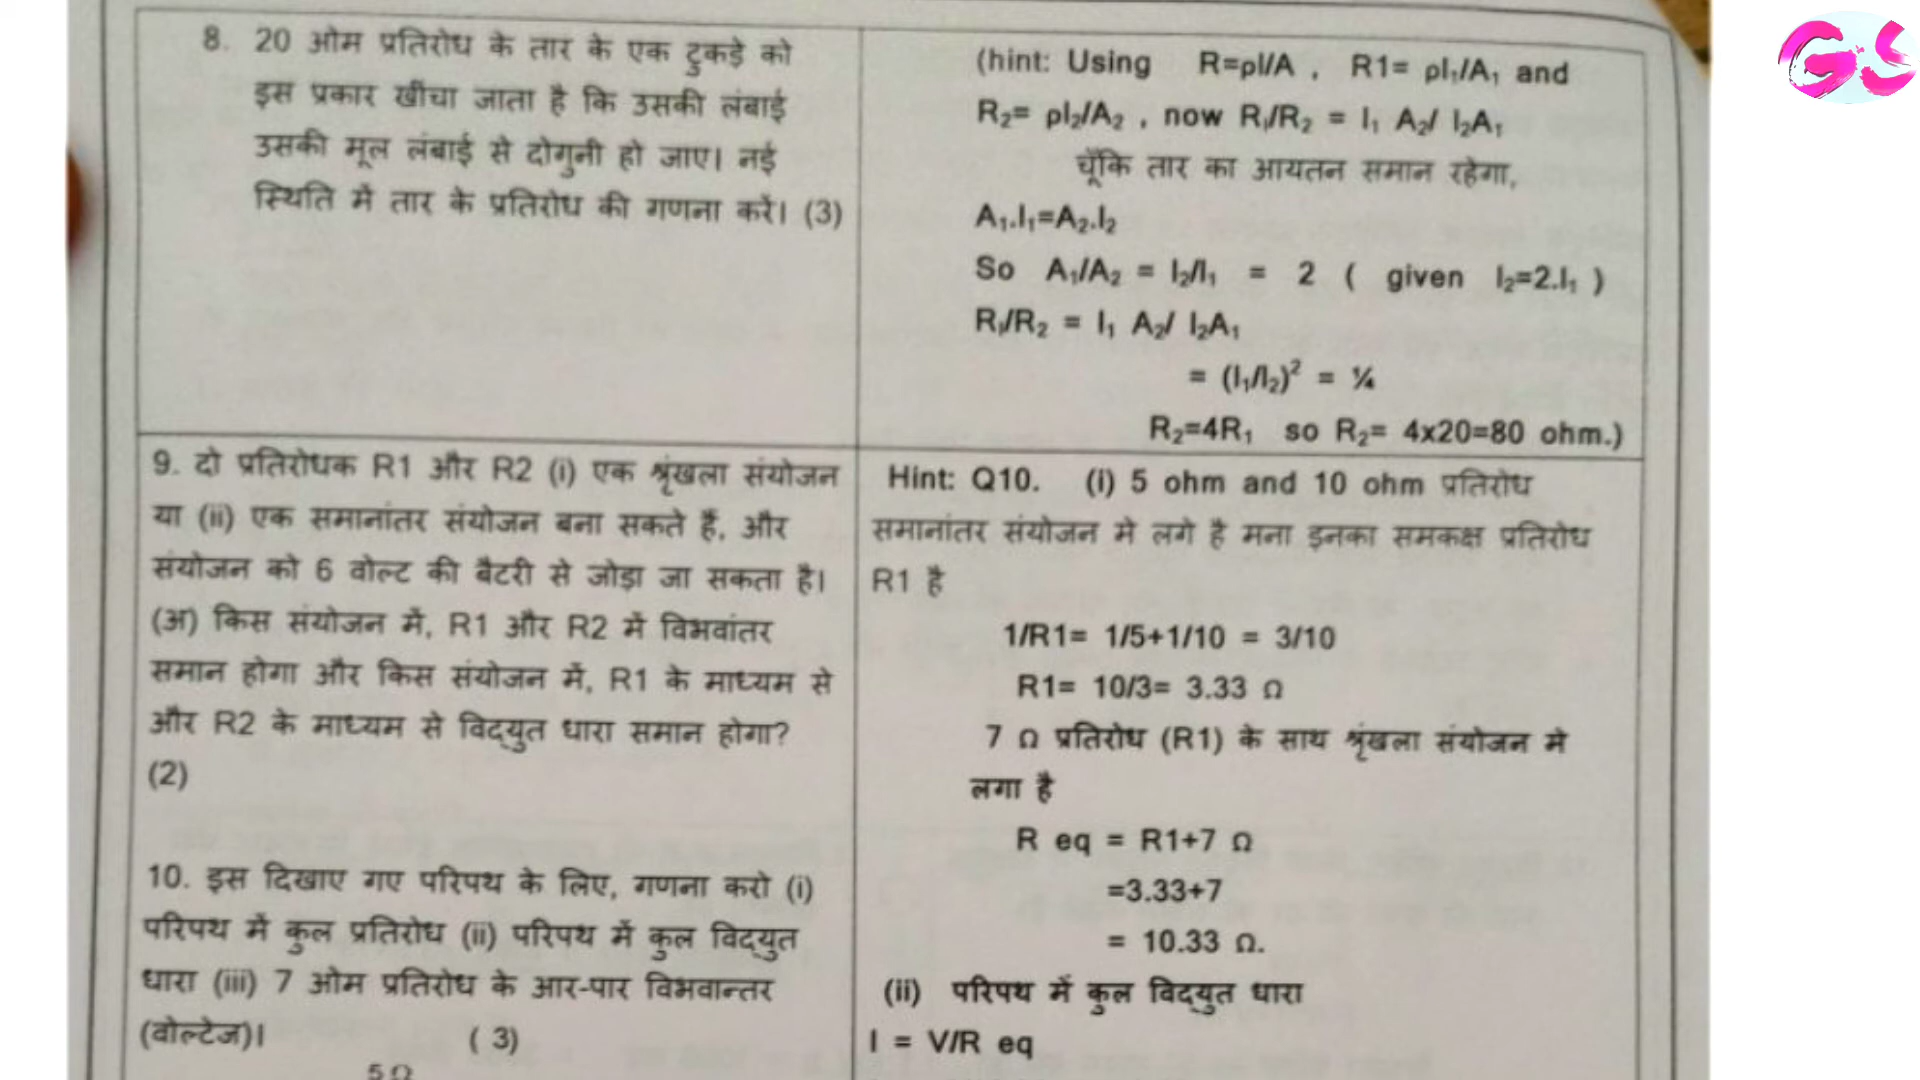 8. 20 ओम प्रतिरोध के तार के एक टुकड़े को
इस प्रकार खींचा जाता है कि उसकी लंबाई
उसकी मूल लंबाई से दोगुनी हो जाए। नई
स्थिति में तार के प्रतिरोध की गणना करें। (3)
(hint: Using R=ρl/A , R1= ρl₁/A₁ and
R₂= ρl₂/A₂ , now R₁/R₂ = l₁ A₂/ l₂A₁
चूँकि तार का आयतन समान रहेगा,
A₁.l₁=A₂.l₂
So A₁/A₂ = l₂/l₁ = 2 ( given l₂=2.l₁ )
R₁/R₂ = l₁ A₂/ l₂A₁
= (l₁/l₂)² = ¼
R₂=4R₁ so R₂= 4x20=80 ohm.)
9. दो प्रतिरोधक R1 और R2 (i) एक श्रृंखला संयोजन
या (ii) एक समानांतर संयोजन बना सकते हैं, और
संयोजन को 6 वोल्ट की बैटरी से जोड़ा जा सकता है।
(अ) किस संयोजन में, R1 और R2 में विभवांतर
समान होगा और किस संयोजन में, R1 के माध्यम से
और R2 के माध्यम से विद्युत धारा समान होगा?
(2)
10. इस दिखाए गए परिपथ के लिए, गणना करो (i)
परिपथ में कुल प्रतिरोध (ii) परिपथ में कुल विद्युत
धारा (iii) 7 ओम प्रतिरोध के आर-पार विभवान्तर
(वोल्टेज)। ( 3)
5 Ω
Hint: Q10. (i) 5 ohm and 10 ohm प्रतिरोध
समानांतर संयोजन मे लगे है मना इनका समकक्ष प्रतिरोध
R1 है
1/R1= 1/5+1/10 = 3/10
R1= 10/3= 3.33 Ω
7 Ω प्रतिरोध (R1) के साथ श्रृंखला संयोजन मे
लगा है
R eq = R1+7 Ω
=3.33+7
= 10.33 Ω.
(ii) परिपथ में कुल विद्युत धारा
I = V/R eq
GS